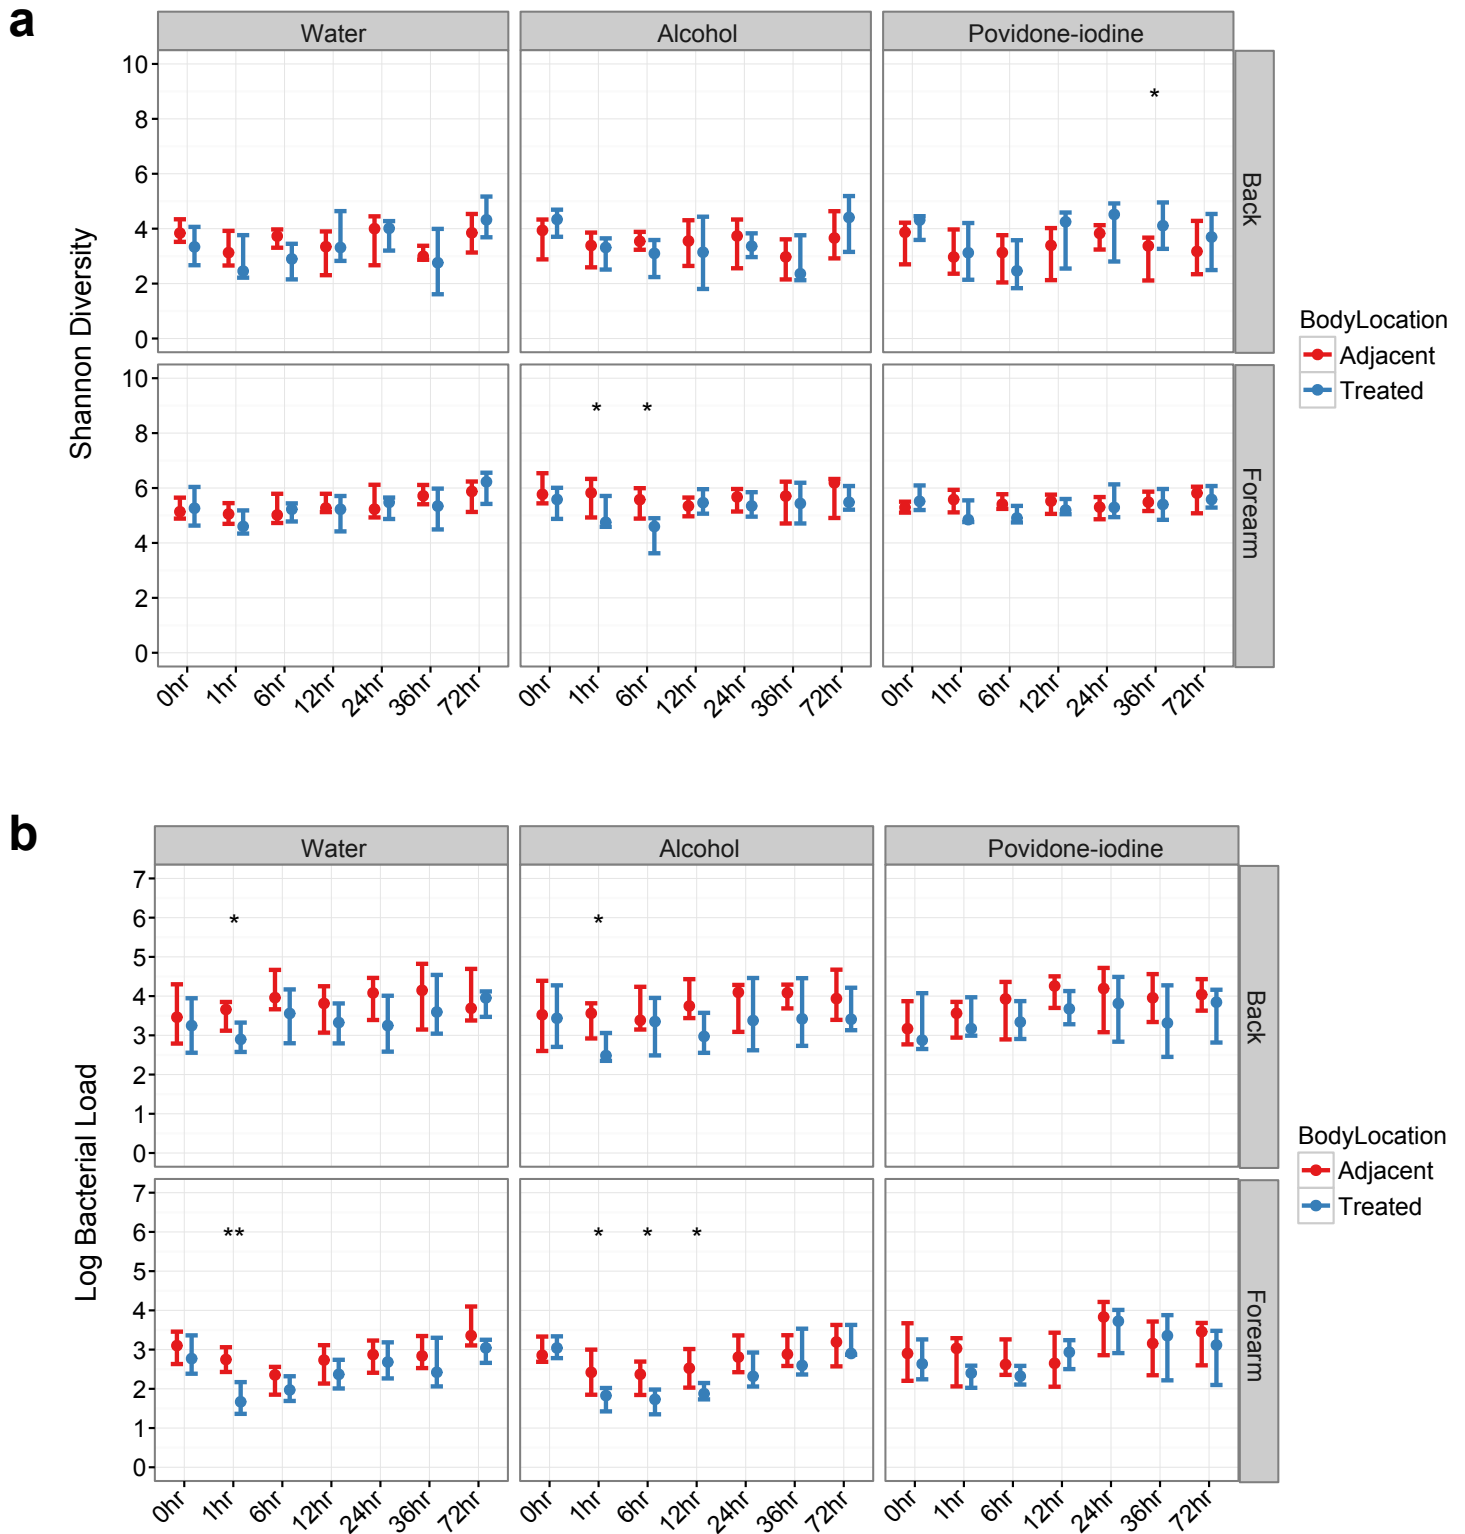 a
Water Alcohol Povidone-iodine
10
8
6
4
2
0
*
Back
Shannon Diversity
10
8
6
4
2
0
* *
Forearm
0hr 1hr 6hr 12hr 24hr 36hr 72hr 0hr 1hr 6hr 12hr 24hr 36hr 72hr 0hr 1hr 6hr 12hr 24hr 36hr 72hr
BodyLocation
Adjacent
Treated
b
Water Alcohol Povidone-iodine
7
6
5
4
3
2
1
0
* *
Back
Log Bacterial Load
7
6
5
4
3
2
1
0
** * * *
Forearm
0hr 1hr 6hr 12hr 24hr 36hr 72hr 0hr 1hr 6hr 12hr 24hr 36hr 72hr 0hr 1hr 6hr 12hr 24hr 36hr 72hr
BodyLocation
Adjacent
Treated